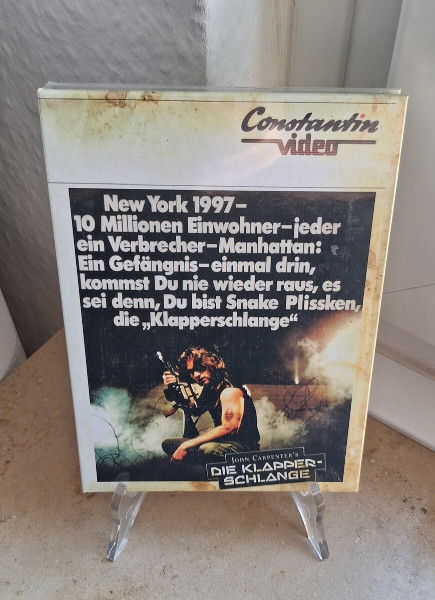 Constantin
video
New York 1997–
10 Millionen Einwohner–jeder
ein Verbrecher–Manhattan:
Ein Gefängnis–einmal drin,
kommst Du nie wieder raus, es
sei denn, Du bist Snake Plissken,
die „Klapperschlange“
JOHN CARPENTER'S
DIE KLAPPER-
SCHLANGE